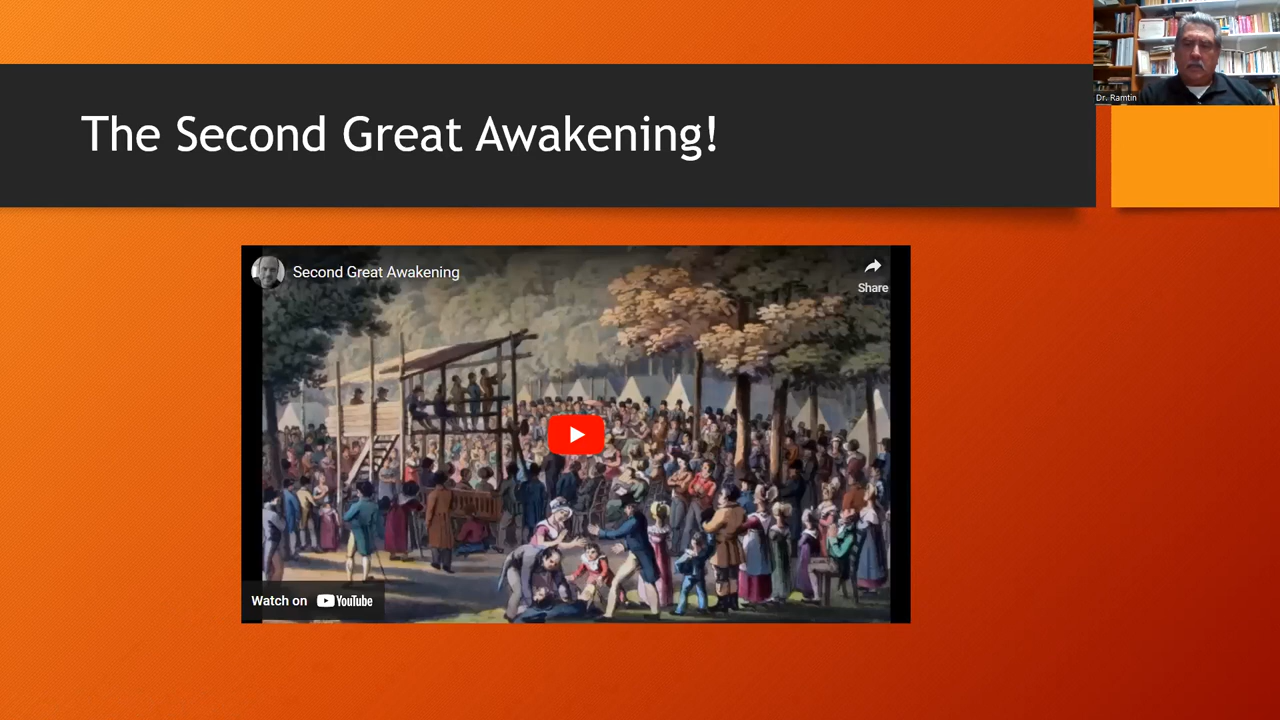 Dr. Ramtin
The Second Great Awakening!
Second Great Awakening
Share
Watch on YouTube